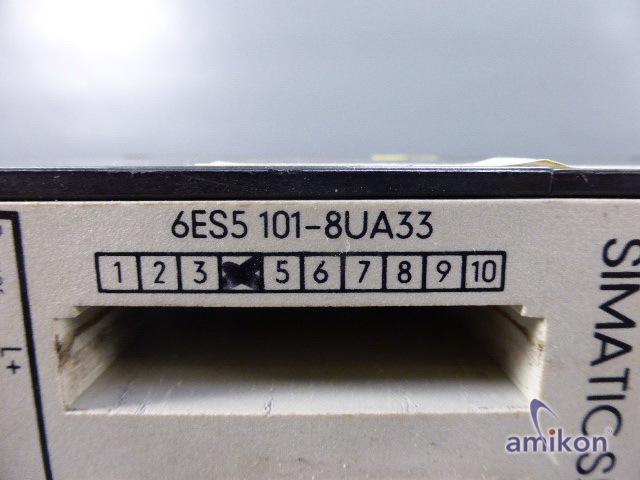 6ES5 101-8UA33
1 2 3 5 6 7 8 9 10
SIMATIC S
L+
amikon